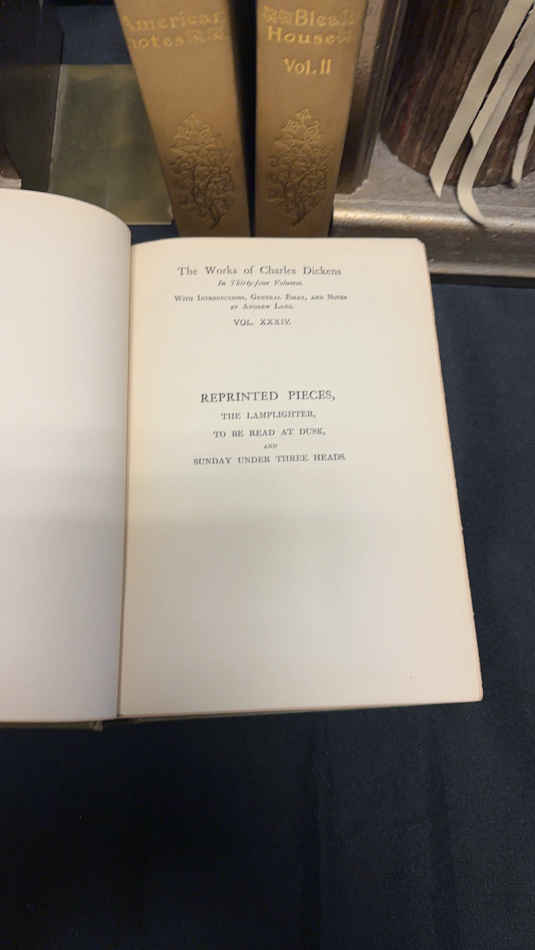 American
Notes
Bleak
House
Vol. II
The Works of Charles Dickens
In Thirty-four Volumes.
With Introductions, General Essay, and Notes
by Andrew Lang.
VOL. XXXIV.
REPRINTED PIECES,
THE LAMPLIGHTER,
TO BE READ AT DUSK,
AND
SUNDAY UNDER THREE HEADS.